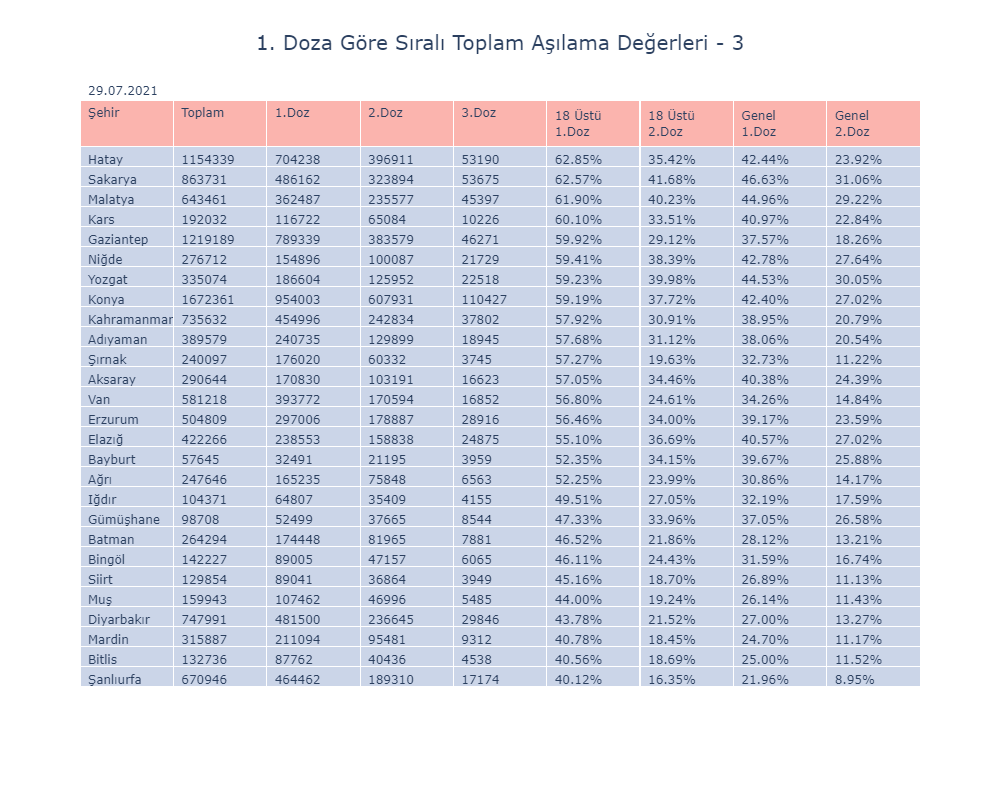 1. Doza Göre Sıralı Toplam Aşılama Değerleri - 3
29.07.2021
Şehir Toplam 1.Doz 2.Doz 3.Doz 18 Üstü 1.Doz 18 Üstü 2.Doz Genel 1.Doz Genel 2.Doz
Hatay 1154339 704238 396911 53190 62.85% 35.42% 42.44% 23.92%
Sakarya 863731 486162 323894 53675 62.57% 41.68% 46.63% 31.06%
Malatya 643461 362487 235577 45397 61.90% 40.23% 44.96% 29.22%
Kars 192032 116722 65084 10226 60.10% 33.51% 40.97% 22.84%
Gaziantep 1219189 789339 383579 46271 59.92% 29.12% 37.57% 18.26%
Niğde 276712 154896 100087 21729 59.41% 38.39% 42.78% 27.64%
Yozgat 335074 186604 125952 22518 59.23% 39.98% 44.53% 30.05%
Konya 1672361 954003 607931 110427 59.19% 37.72% 42.40% 27.02%
Kahramanmar 735632 454996 242834 37802 57.92% 30.91% 38.95% 20.79%
Adıyaman 389579 240735 129899 18945 57.68% 31.12% 38.06% 20.54%
Şırnak 240097 176020 60332 3745 57.27% 19.63% 32.73% 11.22%
Aksaray 290644 170830 103191 16623 57.05% 34.46% 40.38% 24.39%
Van 581218 393772 170594 16852 56.80% 24.61% 34.26% 14.84%
Erzurum 504809 297006 178887 28916 56.46% 34.00% 39.17% 23.59%
Elazığ 422266 238553 158838 24875 55.10% 36.69% 40.57% 27.02%
Bayburt 57645 32491 21195 3959 52.35% 34.15% 39.67% 25.88%
Ağrı 247646 165235 75848 6563 52.25% 23.99% 30.86% 14.17%
Iğdır 104371 64807 35409 4155 49.51% 27.05% 32.19% 17.59%
Gümüşhane 98708 52499 37665 8544 47.33% 33.96% 37.05% 26.58%
Batman 264294 174448 81965 7881 46.52% 21.86% 28.12% 13.21%
Bingöl 142227 89005 47157 6065 46.11% 24.43% 31.59% 16.74%
Siirt 129854 89041 36864 3949 45.16% 18.70% 26.89% 11.13%
Muş 159943 107462 46996 5485 44.00% 19.24% 26.14% 11.43%
Diyarbakır 747991 481500 236645 29846 43.78% 21.52% 27.00% 13.27%
Mardin 315887 211094 95481 9312 40.78% 18.45% 24.70% 11.17%
Bitlis 132736 87762 40436 4538 40.56% 18.69% 25.00% 11.52%
Şanlıurfa 670946 464462 189310 17174 40.12% 16.35% 21.96% 8.95%